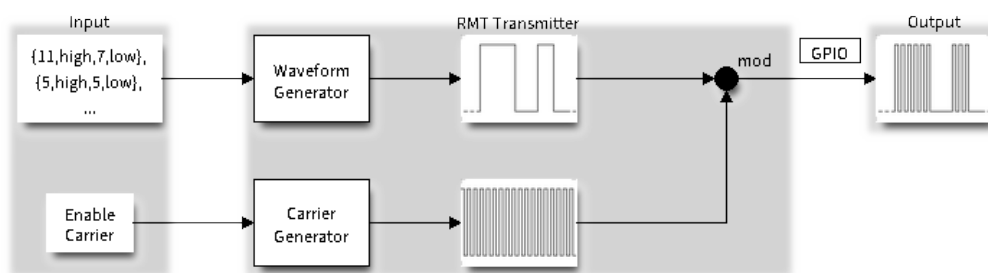 Input
RMT Transmitter
Output
{11,high,7,low},
{5,high,5,low},
...
Waveform
Generator
mod
GPIO
Enable
Carrier
Carrier
Generator